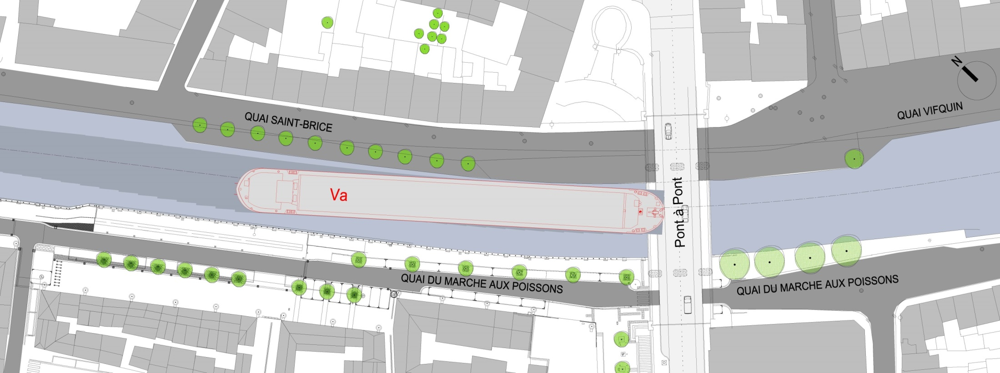 N
QUAI VIFQUIN
QUAI SAINT-BRICE
Va
Pont à Pont
QUAI DU MARCHE AUX POISSONS
QUAI DU MARCHE AUX POISSONS